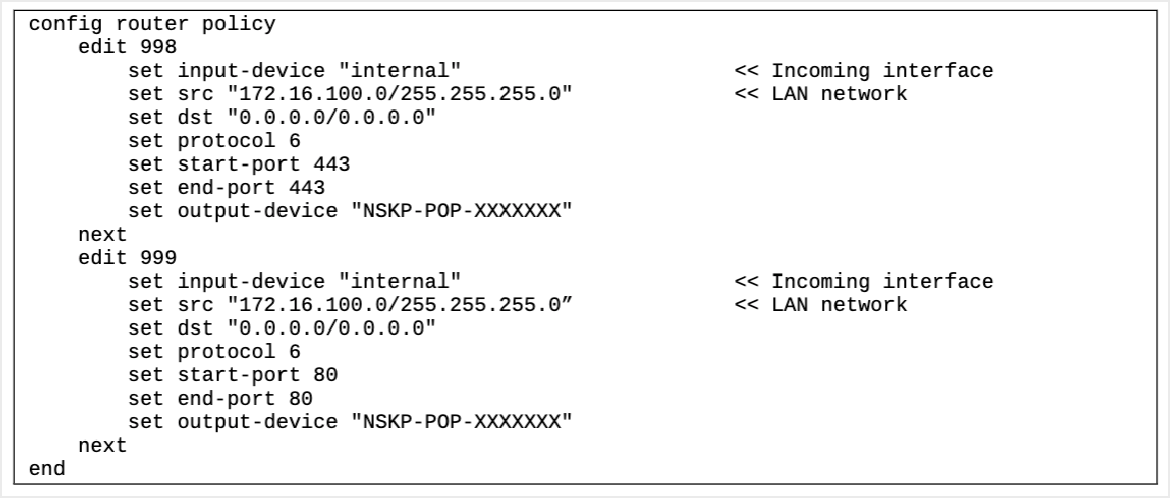 config router policy
    edit 998
        set input-device "internal"                      << Incoming interface
        set src "172.16.100.0/255.255.255.0"             << LAN network
        set dst "0.0.0.0/0.0.0.0"
        set protocol 6
        set start-port 443
        set end-port 443
        set output-device "NSKP-POP-XXXXXXX"
    next
    edit 999
        set input-device "internal"                      << Incoming interface
        set src "172.16.100.0/255.255.255.0”             << LAN network
        set dst "0.0.0.0/0.0.0.0"
        set protocol 6
        set start-port 80
        set end-port 80
        set output-device "NSKP-POP-XXXXXXX"
    next
end